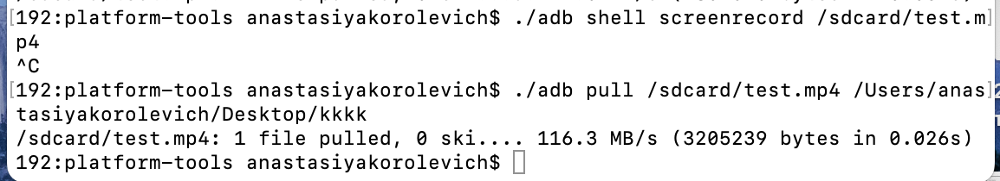 [192:platform-tools anastasiyakorolevich$ ./adb shell screenrecord /sdcard/test.m]
p4
^C
[192:platform-tools anastasiyakorolevich$ ./adb pull /sdcard/test.mp4 /Users/anas]
tasiyakorolevich/Desktop/kkkk
/sdcard/test.mp4: 1 file pulled, 0 ski.... 116.3 MB/s (3205239 bytes in 0.026s)
192:platform-tools anastasiyakorolevich$